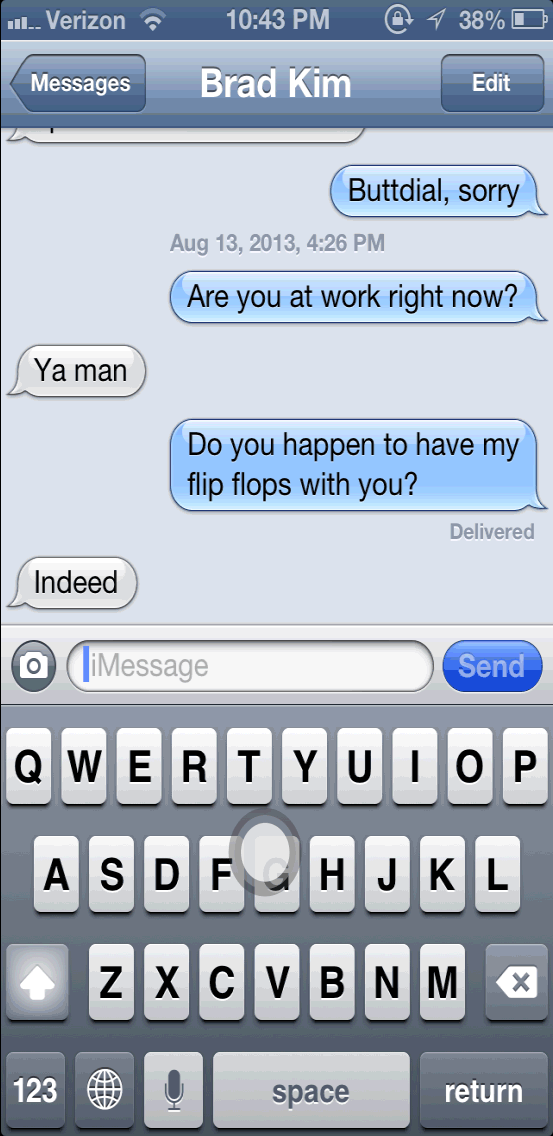 Verizon 10:43 PM 38%
Messages Brad Kim Edit
Buttdial, sorry
Aug 13, 2013, 4:26 PM
Are you at work right now?
Ya man
Do you happen to have my
flip flops with you?
Delivered
Indeed
iMessage Send
Q W E R T Y U I O P
A S D F G H J K L
Z X C V B N M
123 space return